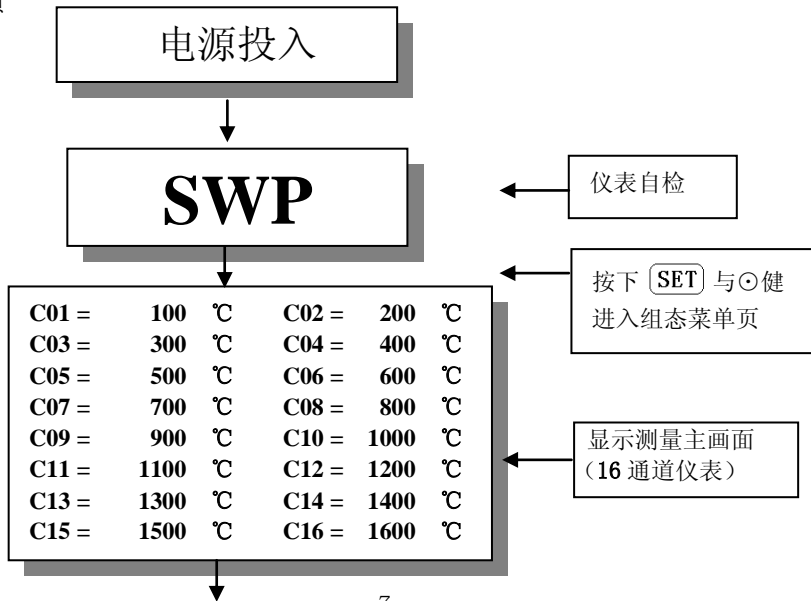 电源投入
SWP
仪表自检
按下 SET 与⊙健
进入组态菜单页
C01 = 100 ℃ C02 = 200 ℃
C03 = 300 ℃ C04 = 400 ℃
C05 = 500 ℃ C06 = 600 ℃
C07 = 700 ℃ C08 = 800 ℃
C09 = 900 ℃ C10 = 1000 ℃
C11 = 1100 ℃ C12 = 1200 ℃
C13 = 1300 ℃ C14 = 1400 ℃
C15 = 1500 ℃ C16 = 1600 ℃
显示测量主画面
（16 通道仪表）